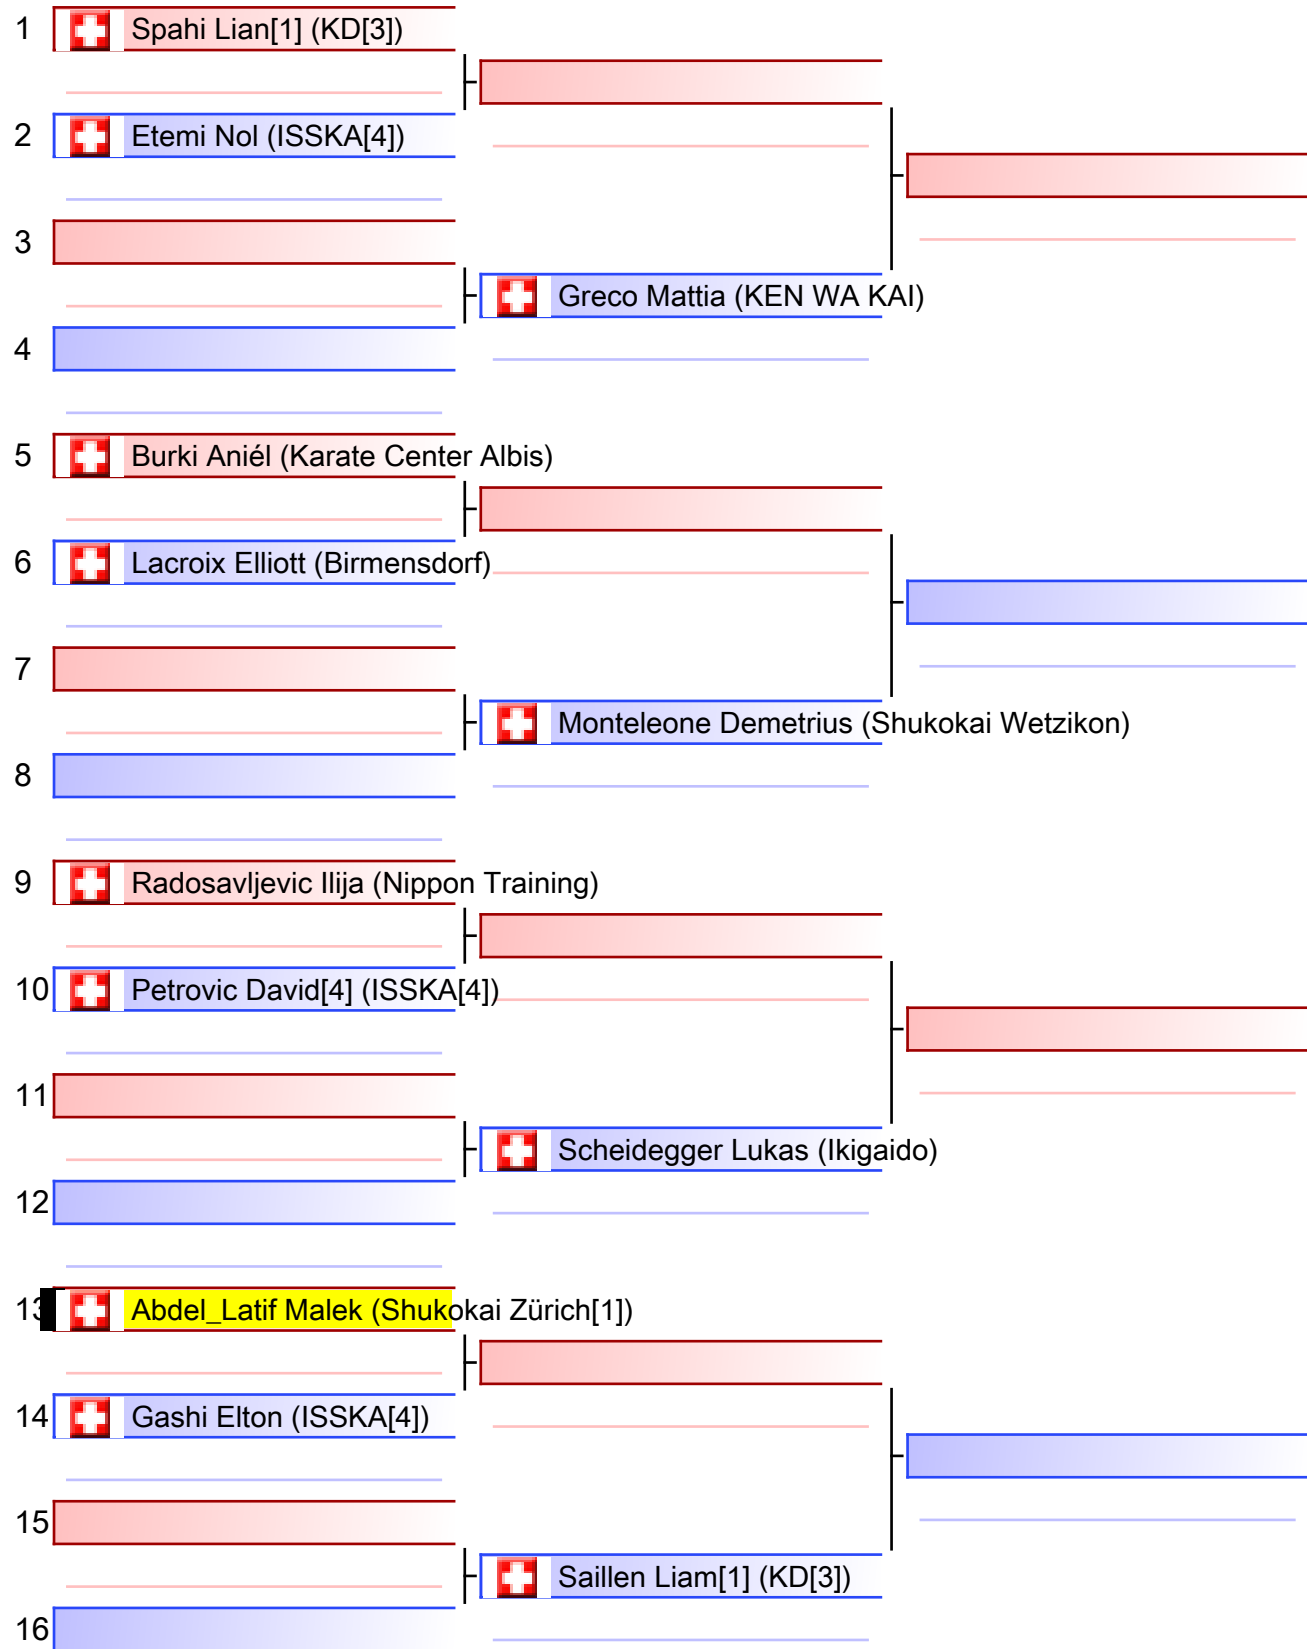 1 Spahi Lian[1] (KD[3])
2 Etemi Nol (ISSKA[4])
3
Greco Mattia (KEN WA KAI)
4
5 Burki Aniél (Karate Center Albis)
6 Lacroix Elliott (Birmensdorf)
7
Monteleone Demetrius (Shukokai Wetzikon)
8
9 Radosavljevic Ilija (Nippon Training)
10 Petrovic David[4] (ISSKA[4])
11
Scheidegger Lukas (Ikigaido)
12
13 Abdel_Latif Malek (Shukokai Zürich[1])
14 Gashi Elton (ISSKA[4])
15
Saillen Liam[1] (KD[3])
16